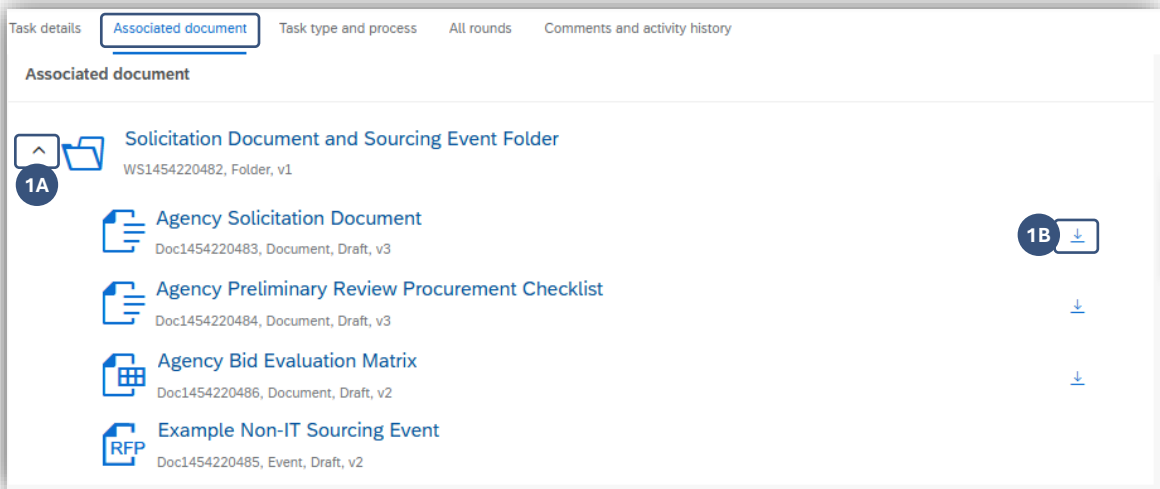 Task details Associated document Task type and process All rounds Comments and activity history
Associated document
Solicitation Document and Sourcing Event Folder
WS1454220482, Folder, v1
1A
Agency Solicitation Document
Doc1454220483, Document, Draft, v3
1B
Agency Preliminary Review Procurement Checklist
Doc1454220484, Document, Draft, v3
Agency Bid Evaluation Matrix
Doc1454220486, Document, Draft, v2
Example Non-IT Sourcing Event
RFP
Doc1454220485, Event, Draft, v2